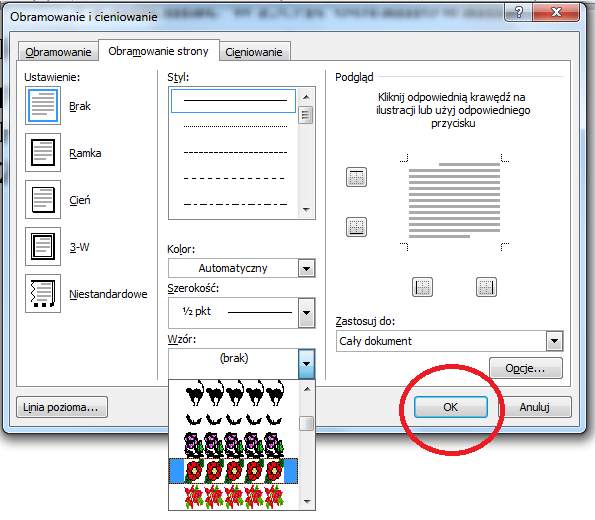 Obramowanie i cieniowanie
Obramowanie
Obramowanie strony
Cieniowanie
Ustawienie:
Brak
Ramka
Cień
3-W
Niestandardowe
Styl:
Kolor:
Automatyczny
Szerokość:
½ pkt
Wzór:
(brak)
Podgląd
Kliknij odpowiednią krawędź na
ilustracji lub użyj odpowiedniego
przycisku
Zastosuj do:
Cały dokument
Opcje...
Linia pozioma...
OK
Anuluj